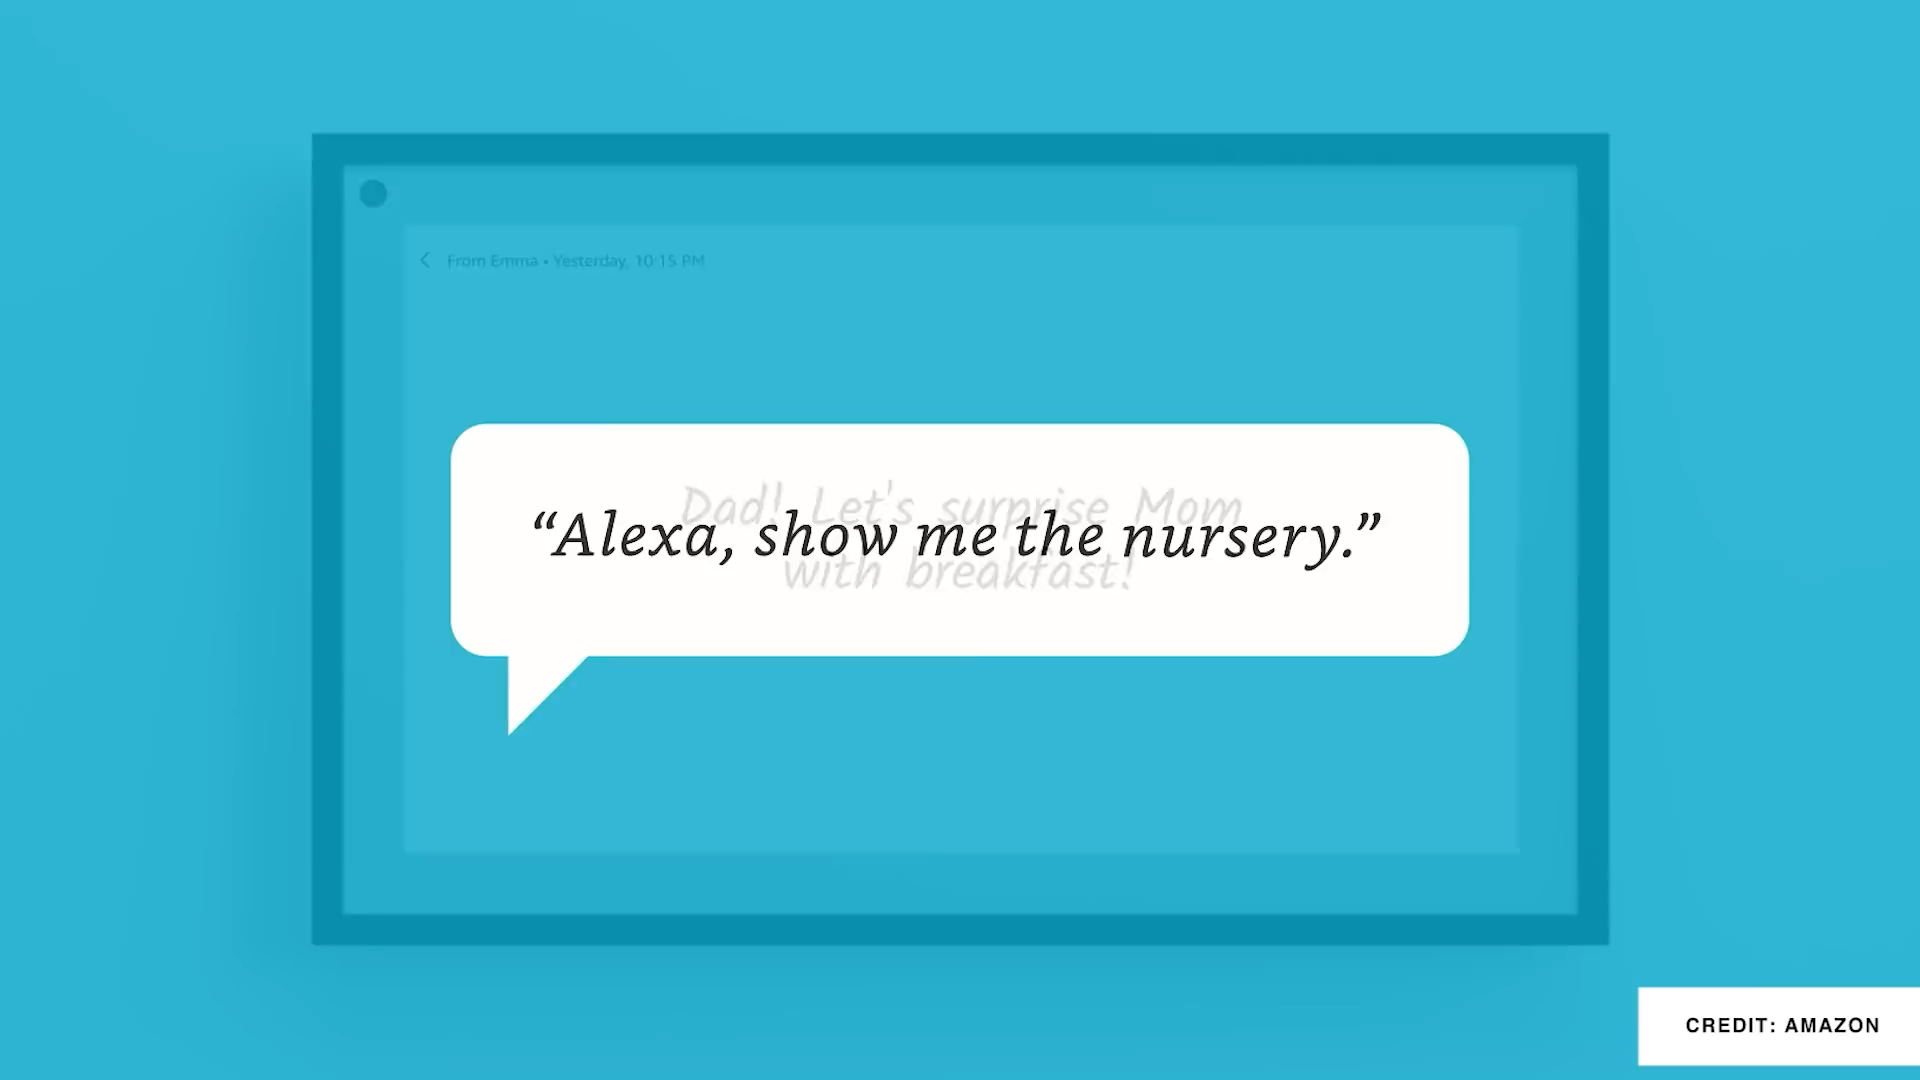 From Emma • Yesterday, 10:15 PM
Dad! Let's surprise Mom
“Alexa, show me the nursery.”
with breakfast!
CREDIT: AMAZON